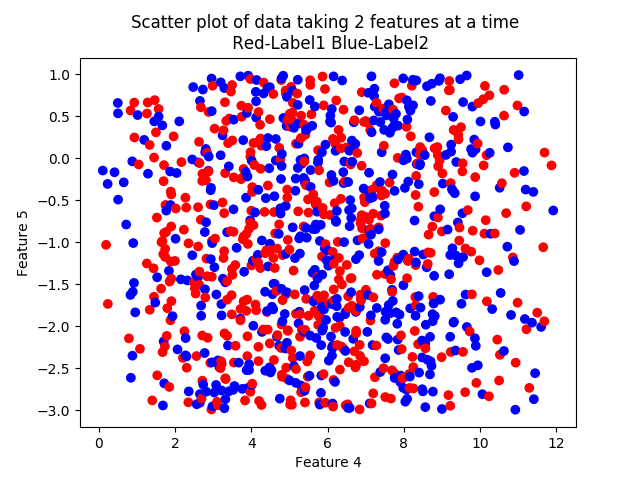 Scatter plot of data taking 2 features at a time
Red-Label1 Blue-Label2
1.0
0.5
0.0
−0.5
−1.0
−1.5
−2.0
−2.5
−3.0
Feature 5
0 2 4 6 8 10 12
Feature 4